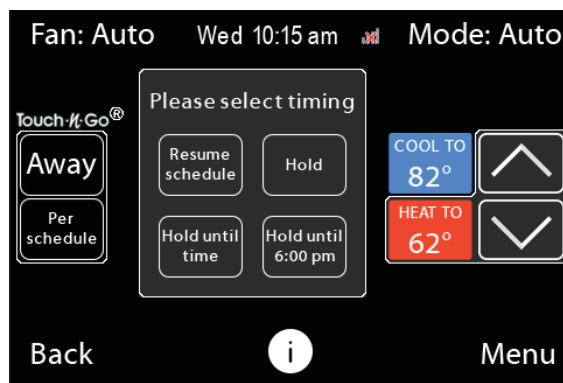 Fan: Auto
Wed 10:15 am
Mode: Auto
Touch-N-Go®
Away
Per
schedule
Please select timing
Resume
schedule
Hold
Hold until
time
Hold until
6:00 pm
COOL TO
82°
HEAT TO
62°
Back
i
Menu